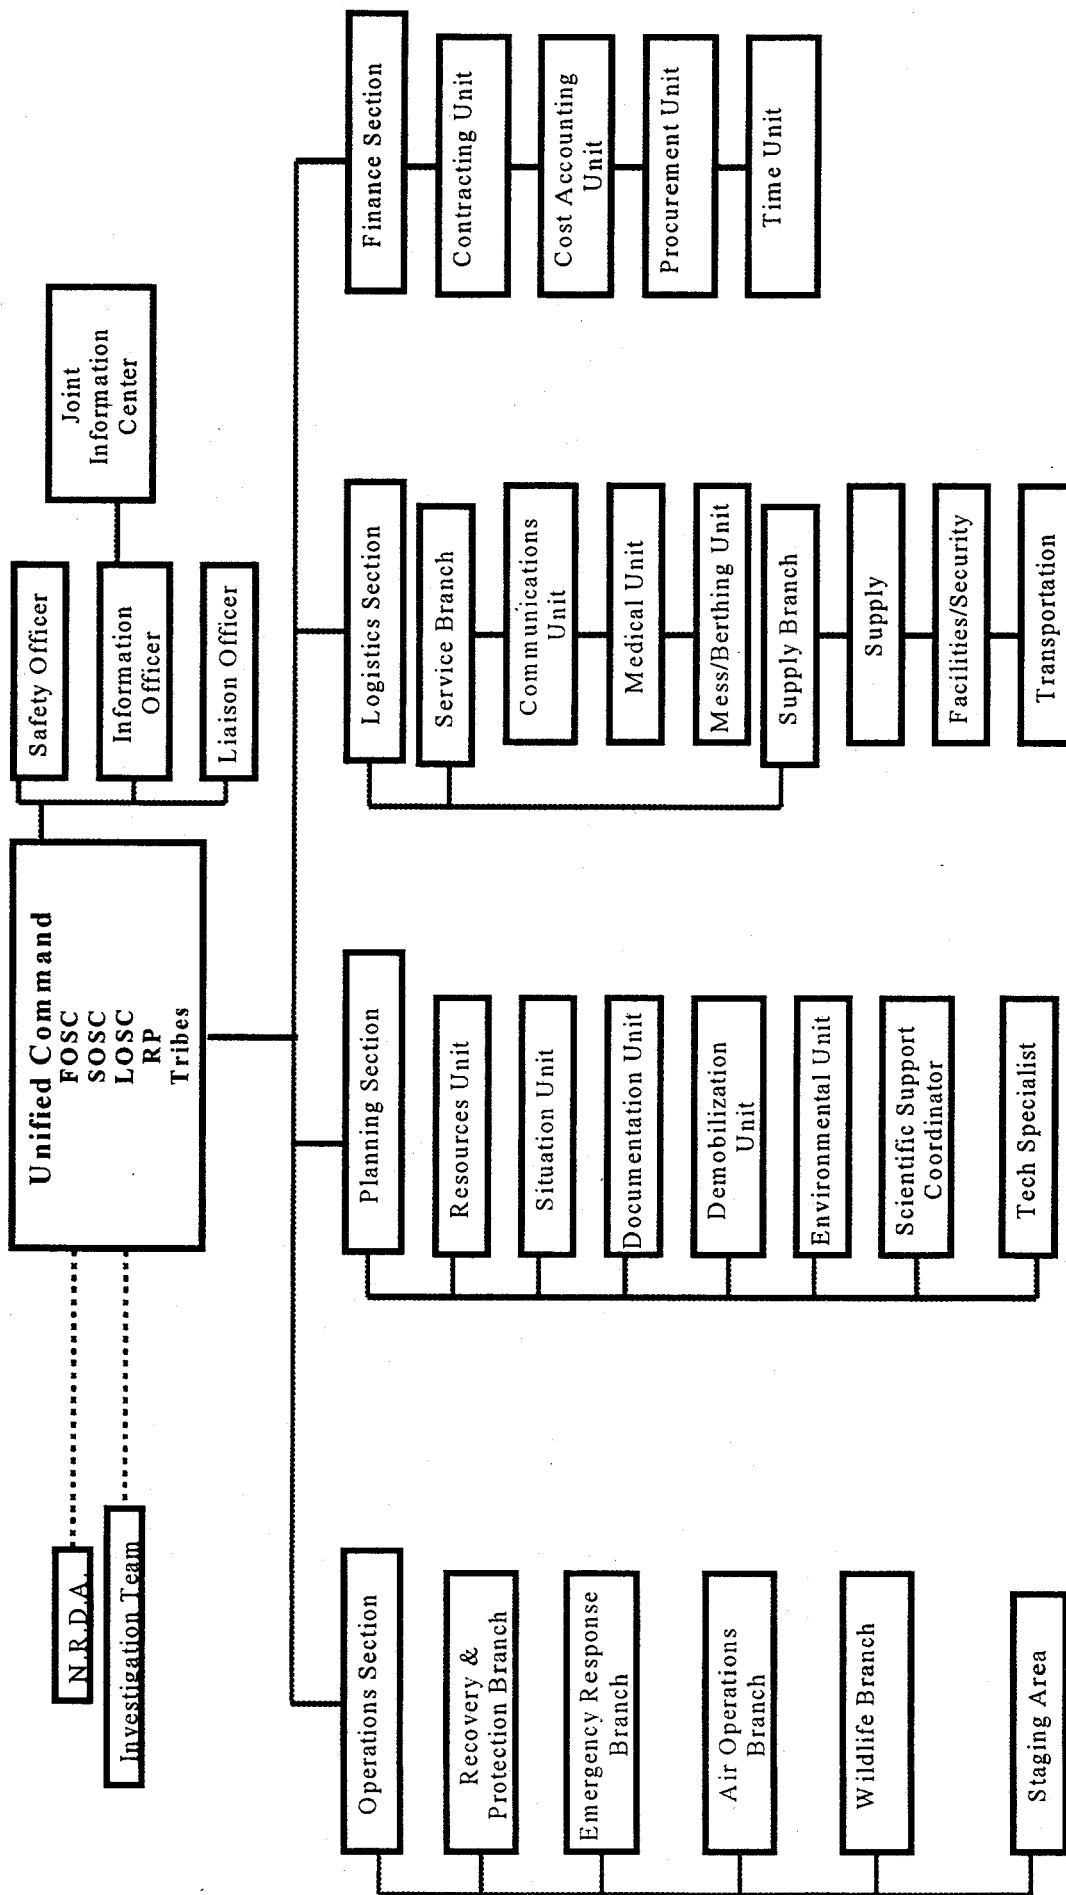 Unified Command
FOSC
SOSC
LOSC
RP
Tribes
N.R.D.A.
Investigation Team
Safety Officer
Information
Officer
Liaison Officer
Joint
Information
Center
Operations Section
Recovery &
Protection Branch
Emergency Response
Branch
Air Operations
Branch
Wildlife Branch
Staging Area
Planning Section
Resources Unit
Situation Unit
Documentation Unit
Demobilization
Unit
Environmental Unit
Scientific Support
Coordinator
Tech Specialist
Logistics Section
Service Branch
Communications
Unit
Medical Unit
Mess/Berthing Unit
Supply Branch
Supply
Facilities/Security
Transportation
Finance Section
Contracting Unit
Cost Accounting
Unit
Procurement Unit
Time Unit